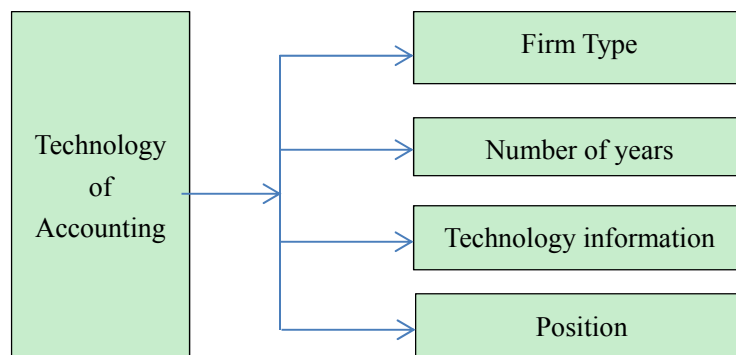 Technology
of
Accounting
Firm Type
Number of years
Technology information
Position